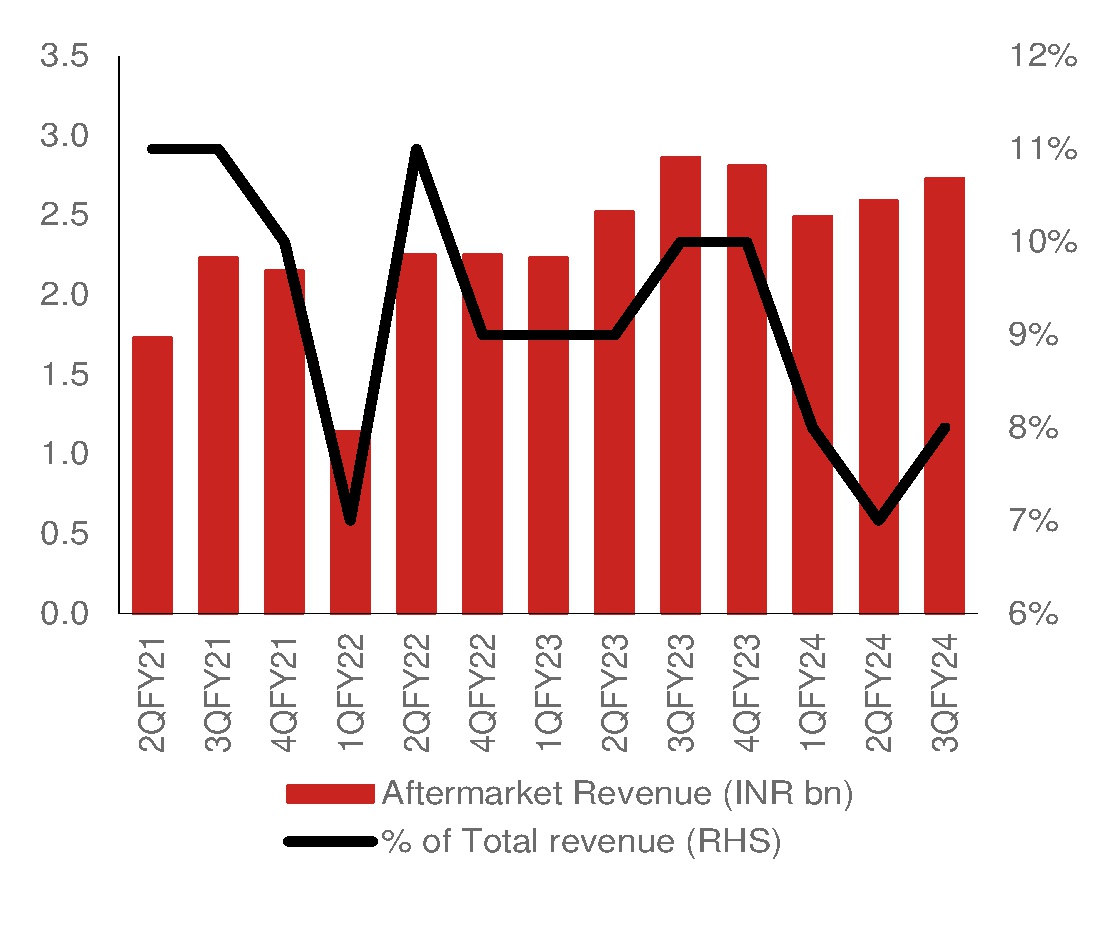 3.5
3.0
2.5
2.0
1.5
1.0
0.5
0.0
12%
11%
10%
9%
8%
7%
6%
2QFY21
3QFY21
4QFY21
1QFY22
2QFY22
4QFY22
1QFY23
2QFY23
3QFY23
4QFY23
1QFY24
2QFY24
3QFY24
Aftermarket Revenue (INR bn)
% of Total revenue (RHS)